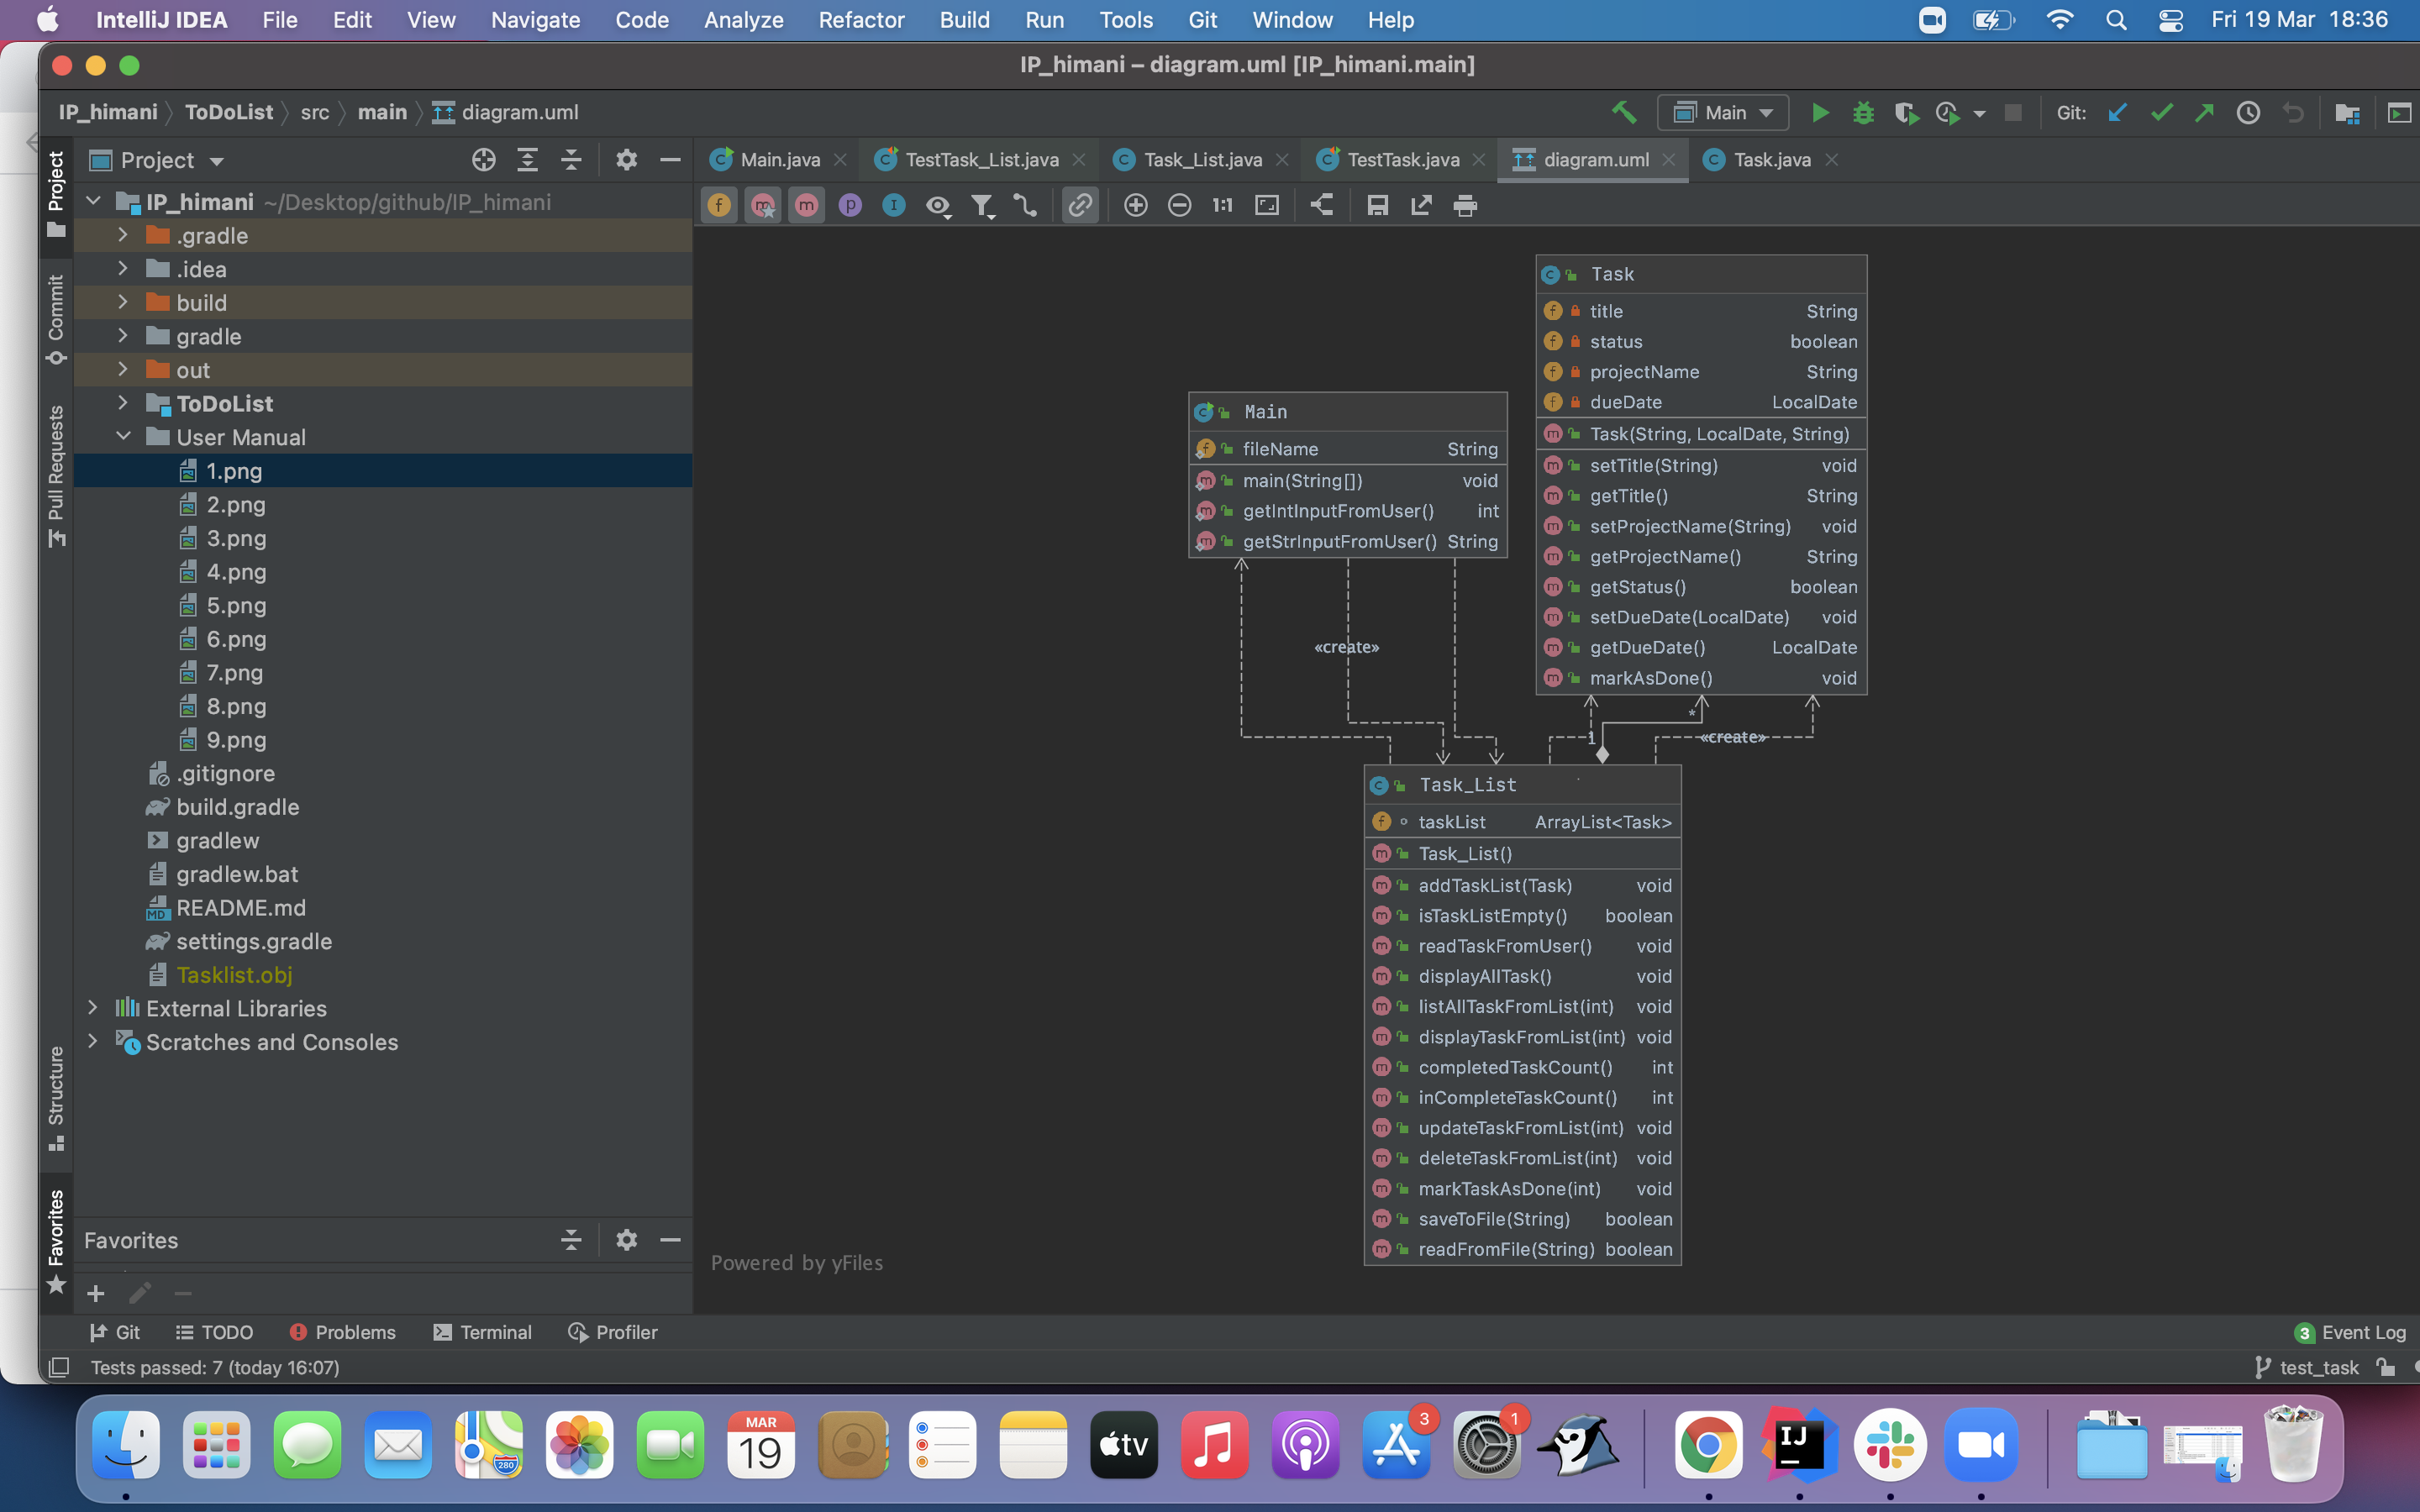 IntelliJ IDEA File Edit View Navigate Code Analyze Refactor Build Run Tools Git Window Help Fri 19 Mar 18:36
IP_himani – diagram.uml [IP_himani.main]
IP_himani ToDoList src main diagram.uml Main Git:
Project Main.java TestTask_List.java Task_List.java TestTask.java diagram.uml Task.java
f m m p I 1:1
Project
Commit
Pull Requests
Structure
Favorites
IP_himani ~/Desktop/github/IP_himani
.gradle
.idea
build
gradle
out
ToDoList
User Manual
1.png
2.png
3.png
4.png
5.png
6.png
7.png
8.png
9.png
.gitignore
build.gradle
gradlew
gradlew.bat
README.md
settings.gradle
Tasklist.obj
External Libraries
Scratches and Consoles
Favorites
Task
title String
status boolean
projectName String
dueDate LocalDate
Task(String, LocalDate, String)
setTitle(String) void
getTitle() String
setProjectName(String) void
getProjectName() String
getStatus() boolean
setDueDate(LocalDate) void
getDueDate() LocalDate
markAsDone() void
Main
fileName String
main(String[]) void
getIntInputFromUser() int
getStrInputFromUser() String
«create»
*
1
«create»
Task_List
taskList ArrayList<Task>
Task_List()
addTaskList(Task) void
isTaskListEmpty() boolean
readTaskFromUser() void
displayAllTask() void
listAllTaskFromList(int) void
displayTaskFromList(int) void
completedTaskCount() int
inCompleteTaskCount() int
updateTaskFromList(int) void
deleteTaskFromList(int) void
markTaskAsDone(int) void
saveToFile(String) boolean
readFromFile(String) boolean
Powered by yFiles
Git TODO Problems Terminal Profiler 3 Event Log
Tests passed: 7 (today 16:07) test_task
280
MAR
19
tv
3
1
IJ